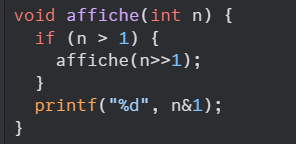 void affiche(int n) {
  if (n > 1) {
    affiche(n>>1);
  }
  printf("%d", n&1);
}